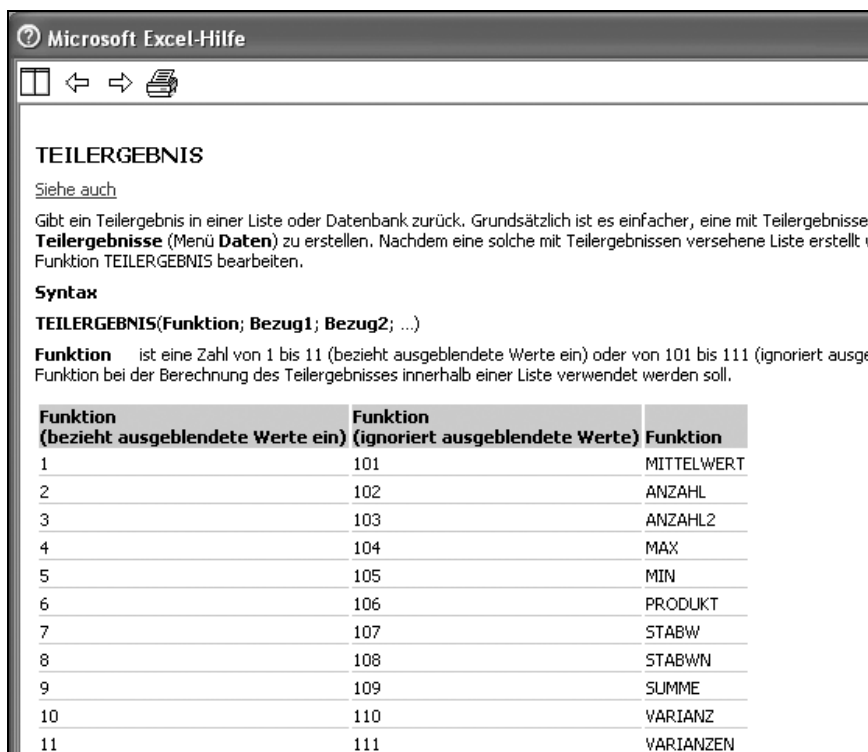 Microsoft Excel-Hilfe
TEILERGEBNIS
Siehe auch
Gibt ein Teilergebnis in einer Liste oder Datenbank zurück. Grundsätzlich ist es einfacher, eine mit Teilergebnisse
Teilergebnisse (Menü Daten) zu erstellen. Nachdem eine solche mit Teilergebnissen versehene Liste erstellt
Funktion TEILERGEBNIS bearbeiten.
Syntax
TEILERGEBNIS(Funktion; Bezug1; Bezug2; ...)
Funktion ist eine Zahl von 1 bis 11 (bezieht ausgeblendete Werte ein) oder von 101 bis 111 (ignoriert ausge
Funktion bei der Berechnung des Teilergebnisses innerhalb einer Liste verwendet werden soll.
Funktion Funktion
(bezieht ausgeblendete Werte ein) (ignoriert ausgeblendete Werte) Funktion
1 101 MITTELWERT
2 102 ANZAHL
3 103 ANZAHL2
4 104 MAX
5 105 MIN
6 106 PRODUKT
7 107 STABW
8 108 STABWN
9 109 SUMME
10 110 VARIANZ
11 111 VARIANZEN